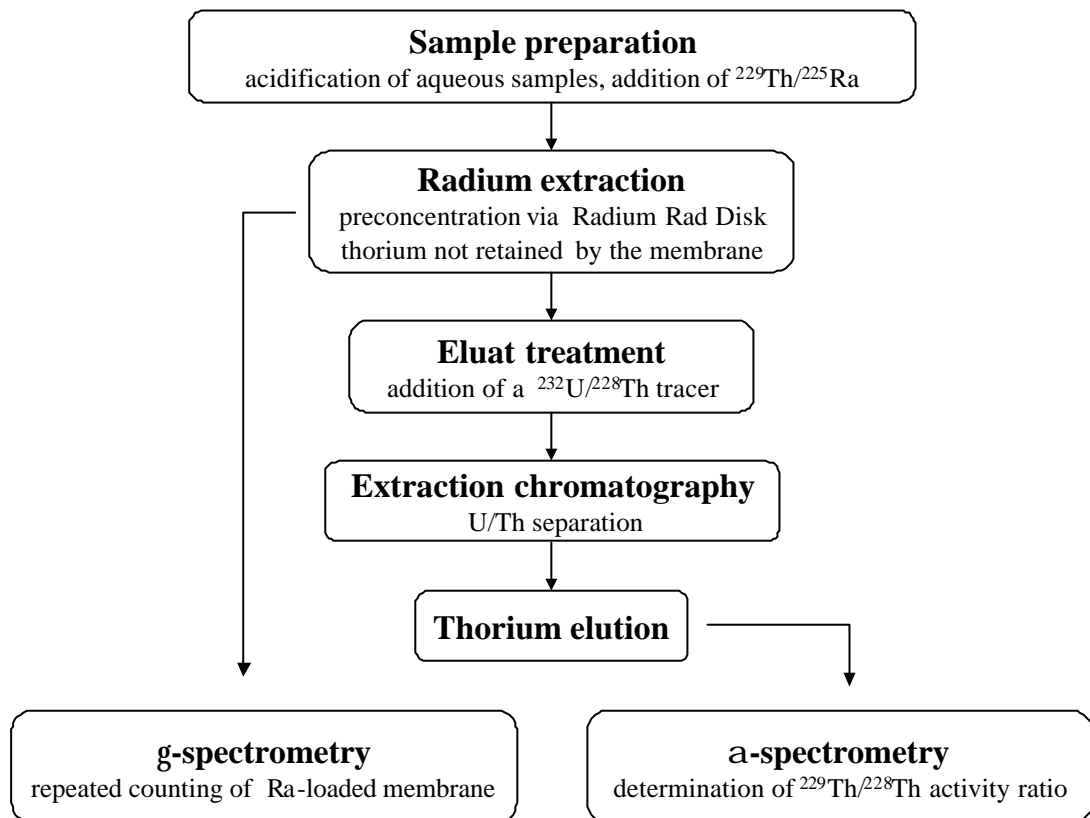 Sample preparation
acidification of aqueous samples, addition of ²²⁹Th/²²⁵Ra
Radium extraction
preconcentration via Radium Rad Disk
thorium not retained by the membrane
Eluat treatment
addition of a ²³²U/²²⁸Th tracer
Extraction chromatography
U/Th separation
Thorium elution
g-spectrometry
repeated counting of Ra-loaded membrane
a-spectrometry
determination of ²²⁹Th/²²⁸Th activity ratio